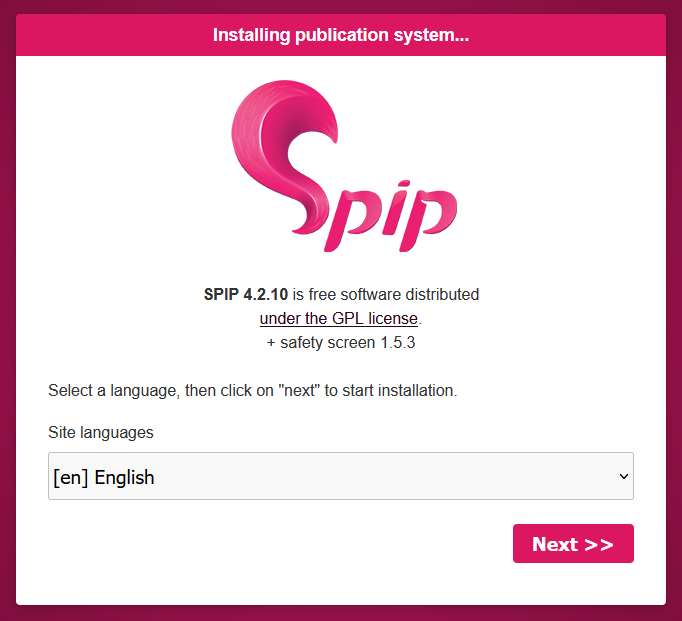 Installing publication system...
Spip
SPIP 4.2.10 is free software distributed
under the GPL license.
+ safety screen 1.5.3
Select a language, then click on "next" to start installation.
Site languages
[en] English
Next >>